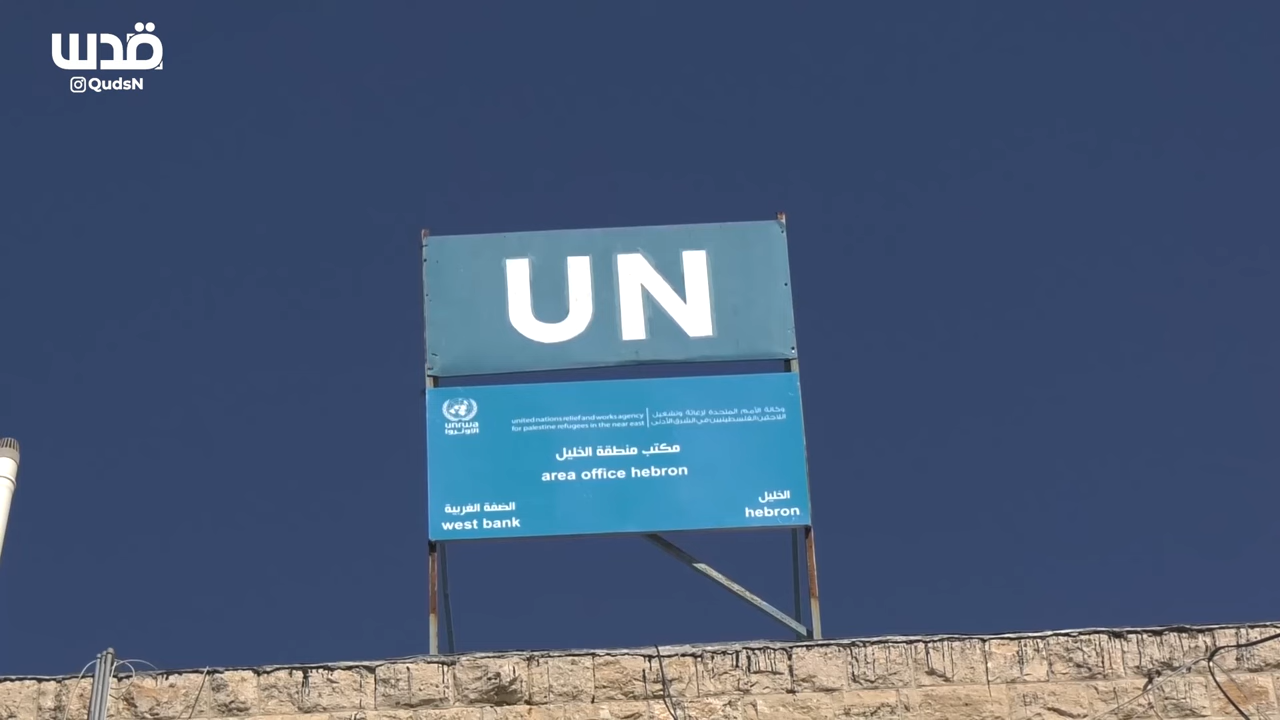 قدس
QudsN
UN
unrwa
الأونروا
united nations relief and works agency
for palestine refugees in the near east
وكالة الأمم المتحدة لإغاثة وتشغيل
اللاجئين الفلسطينيين في الشرق الأدنى
مكتب منطقة الخليل
area office hebron
الضفة الغربية
west bank
الخليل
hebron